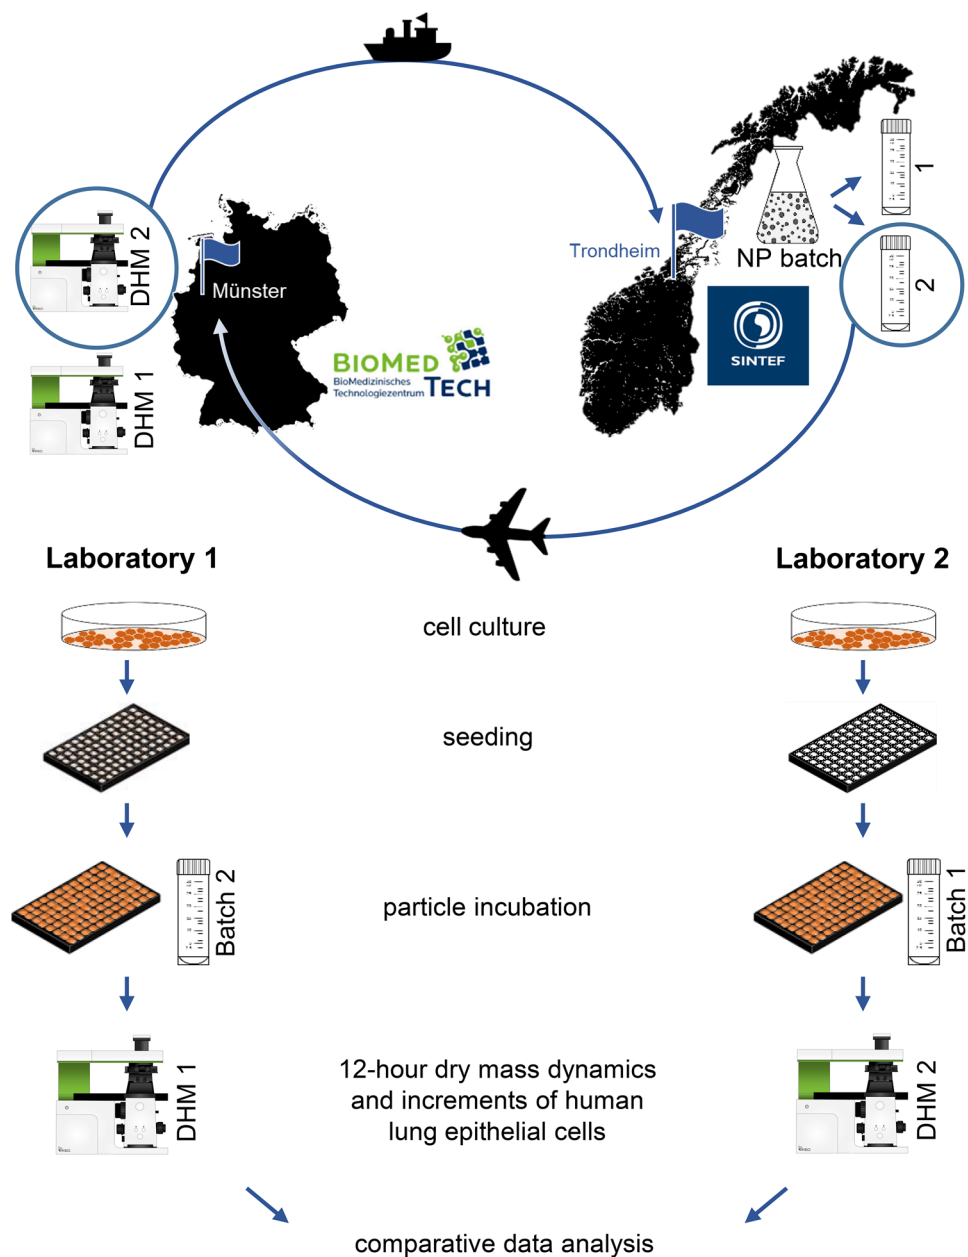 DHM 2
DHM 1
Münster
BIOMED
TECH
BioMedizinisches
Technologiezentrum
Trondheim
NP batch
1
2
SINTEF
Laboratory 1
Laboratory 2
cell culture
seeding
Batch 2
particle incubation
Batch 1
DHM 1
12-hour dry mass dynamics
and increments of human
lung epithelial cells
DHM 2
comparative data analysis